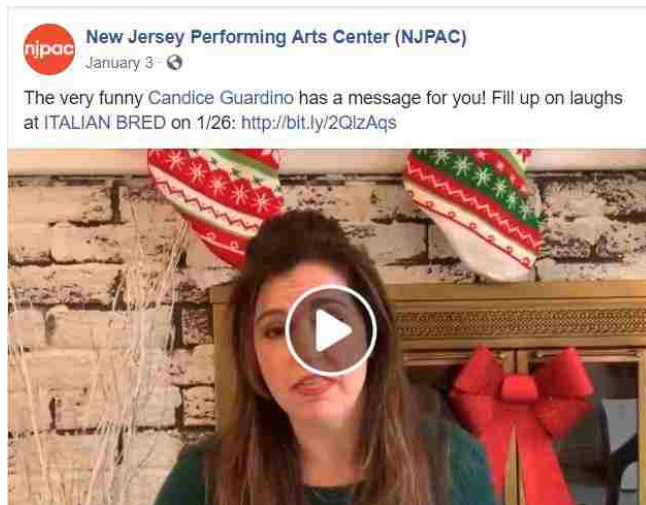 njpac
New Jersey Performing Arts Center (NJPAC)
January 3 ·
The very funny Candice Guardino has a message for you! Fill up on laughs
at ITALIAN BRED on 1/26: http://bit.ly/2QlzAqs